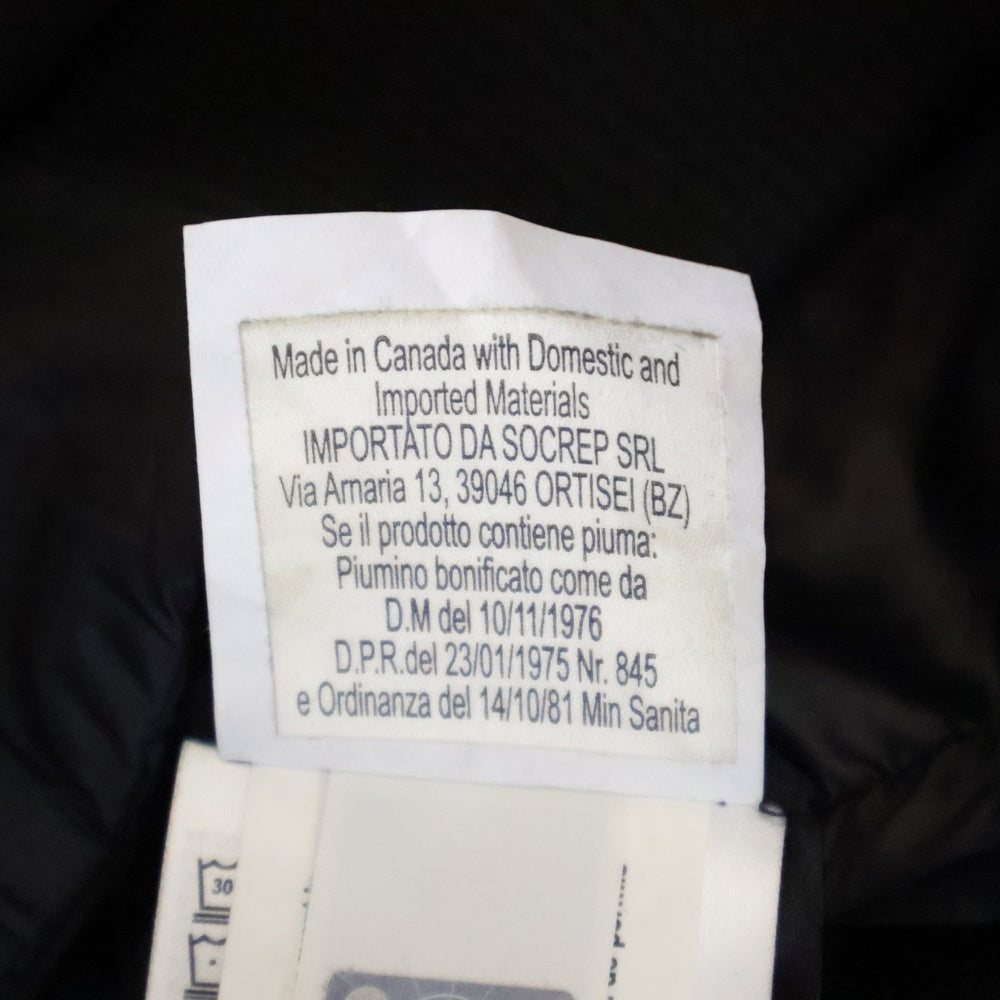 Made in Canada with Domestic and
Imported Materials
IMPORTATO DA SOCREP SRL
Via Arnaria 13, 39046 ORTISEI (BZ)
Se il prodotto contiene piuma:
Piumino bonificato come da
D.M del 10/11/1976
D.P.R.del 23/01/1975 Nr. 845
e Ordinanza del 14/10/81 Min Sanita
30